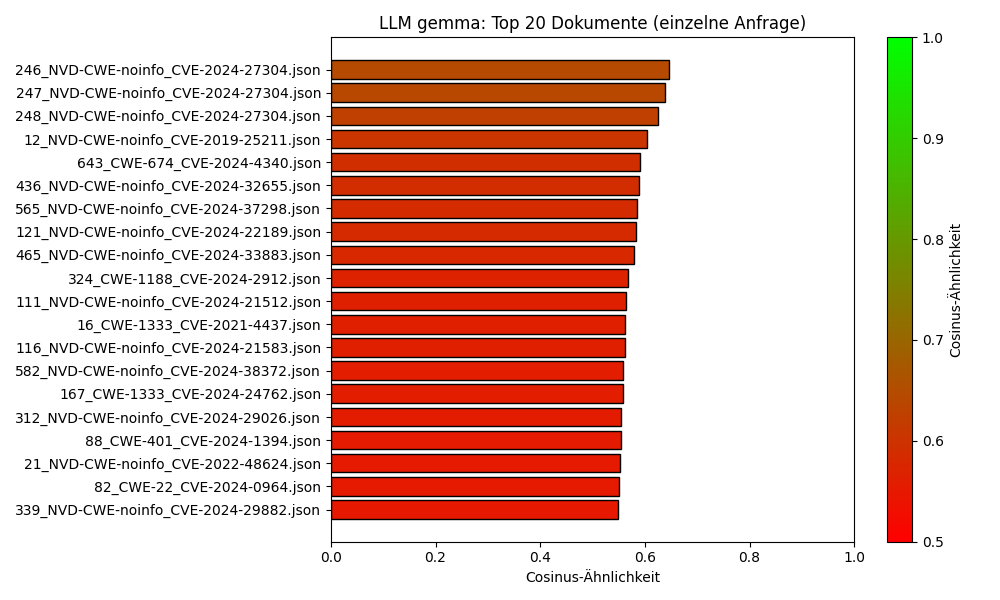 LLM gemma: Top 20 Dokumente (einzelne Anfrage)
246_NVD-CWE-noinfo_CVE-2024-27304.json
247_NVD-CWE-noinfo_CVE-2024-27304.json
248_NVD-CWE-noinfo_CVE-2024-27304.json
12_NVD-CWE-noinfo_CVE-2019-25211.json
643_CWE-674_CVE-2024-4340.json
436_NVD-CWE-noinfo_CVE-2024-32655.json
565_NVD-CWE-noinfo_CVE-2024-37298.json
121_NVD-CWE-noinfo_CVE-2024-22189.json
465_NVD-CWE-noinfo_CVE-2024-33883.json
324_CWE-1188_CVE-2024-2912.json
111_NVD-CWE-noinfo_CVE-2024-21512.json
16_CWE-1333_CVE-2021-4437.json
116_NVD-CWE-noinfo_CVE-2024-21583.json
582_NVD-CWE-noinfo_CVE-2024-38372.json
167_CWE-1333_CVE-2024-24762.json
312_NVD-CWE-noinfo_CVE-2024-29026.json
88_CWE-401_CVE-2024-1394.json
21_NVD-CWE-noinfo_CVE-2022-48624.json
82_CWE-22_CVE-2024-0964.json
339_NVD-CWE-noinfo_CVE-2024-29882.json
0.0 0.2 0.4 0.6 0.8 1.0
Cosinus-Ähnlichkeit
1.0
0.9
0.8
0.7
0.6
0.5
Cosinus-Ähnlichkeit